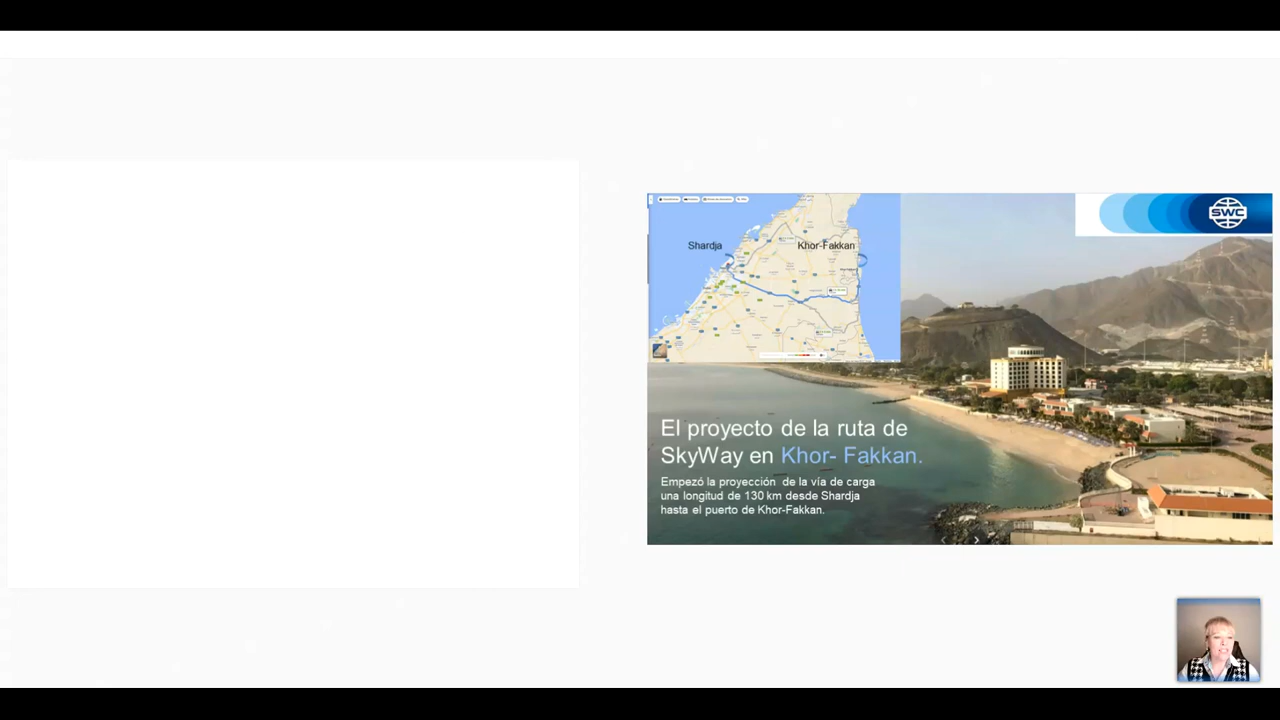 Shardja
Khor-Fakkan
SWC
El proyecto de la ruta de
SkyWay en Khor- Fakkan.
Empezó la proyección de la vía de carga
una longitud de 130 km desde Shardja
hasta el puerto de Khor-Fakkan.